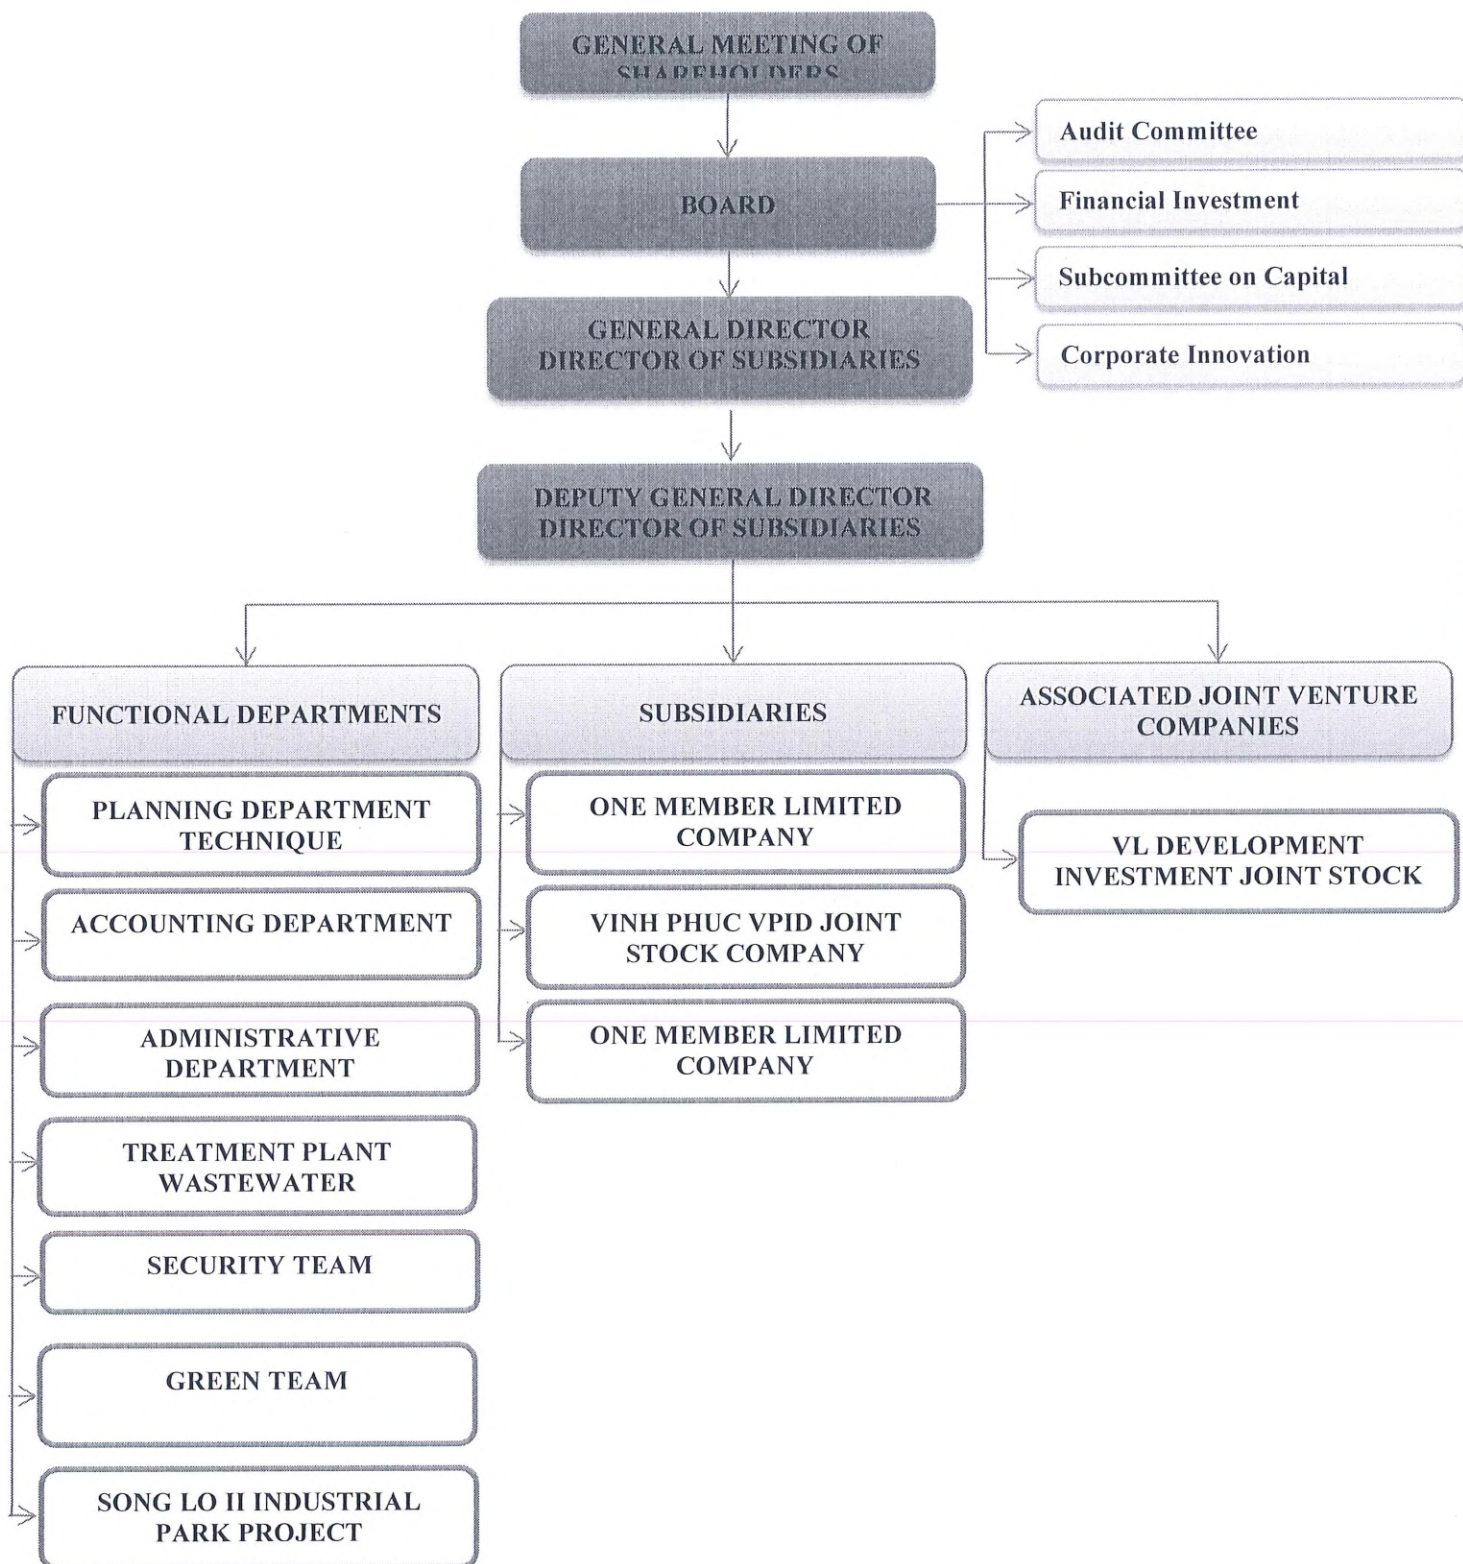 GENERAL MEETING OF
SHAREHOLDERS
BOARD
Audit Committee
Financial Investment
Subcommittee on Capital
Corporate Innovation
GENERAL DIRECTOR
DIRECTOR OF SUBSIDIARIES
DEPUTY GENERAL DIRECTOR
DIRECTOR OF SUBSIDIARIES
FUNCTIONAL DEPARTMENTS
PLANNING DEPARTMENT
TECHNIQUE
ACCOUNTING DEPARTMENT
ADMINISTRATIVE
DEPARTMENT
TREATMENT PLANT
WASTEWATER
SECURITY TEAM
GREEN TEAM
SONG LO II INDUSTRIAL
PARK PROJECT
SUBSIDIARIES
ONE MEMBER LIMITED
COMPANY
VINH PHUC VPID JOINT
STOCK COMPANY
ONE MEMBER LIMITED
COMPANY
ASSOCIATED JOINT VENTURE
COMPANIES
VL DEVELOPMENT
INVESTMENT JOINT STOCK